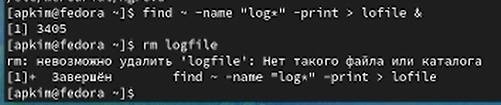 [apkim@fedora ~]$ find ~ -name "log*" -print > lofile &
[1] 3405
[apkim@fedora ~]$ rm logfile
rm: невозможно удалить 'logfile': Нет такого файла или каталога
[1]+  Завершён        find ~ -name "log*" -print > lofile
[apkim@fedora ~]$